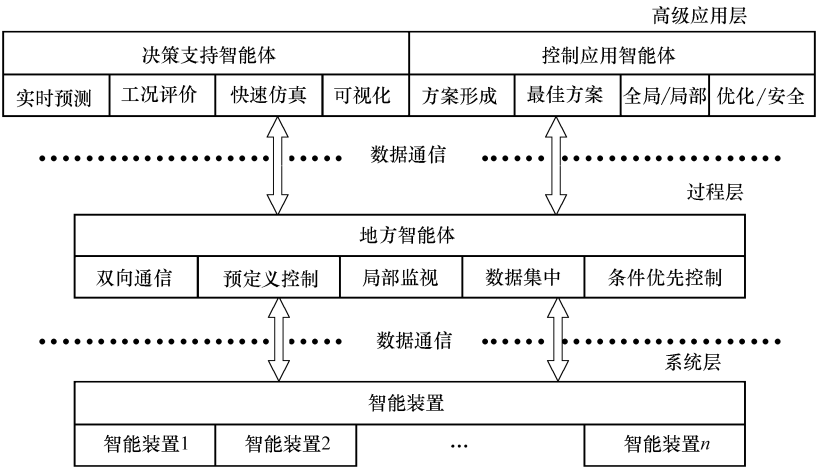 高级应用层
决策支持智能体 控制应用智能体
实时预测 工况评价 快速仿真 可视化 方案形成 最佳方案 全局/局部 优化/安全
数据通信
过程层
地方智能体
双向通信 预定义控制 局部监视 数据集中 条件优先控制
数据通信
系统层
智能装置
智能装置1 智能装置2 ... 智能装置n